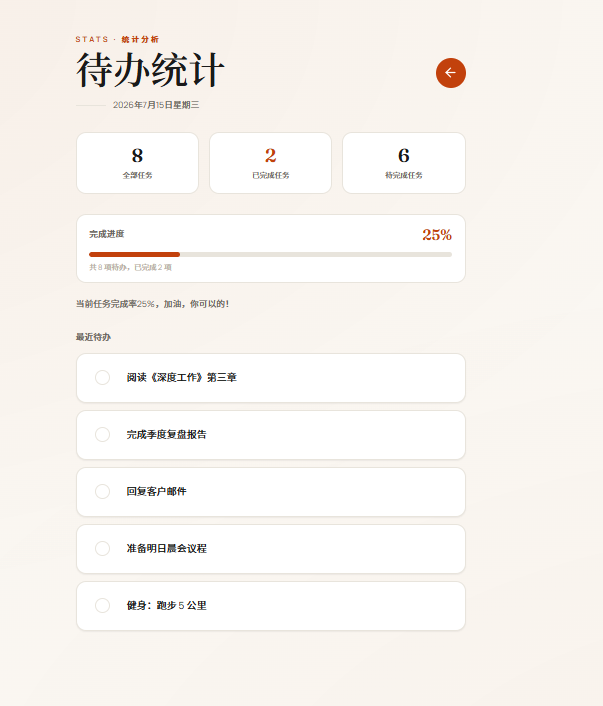 STATS · 统计分析
待办统计
2026年7月15日星期三
8
全部任务
2
已完成任务
6
待完成任务
完成进度
25%
共 8 项待办，已完成 2 项
当前任务完成率25%，加油，你可以的！
最近待办
阅读《深度工作》第三章
完成季度复盘报告
回复客户邮件
准备明日晨会议程
健身：跑步 5 公里